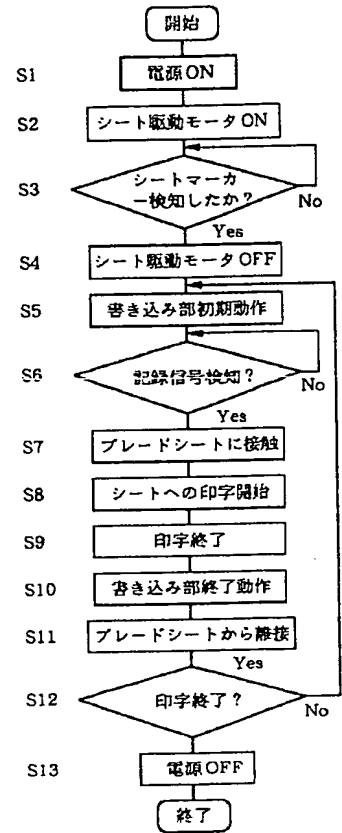 開始
S1 電源ON
S2 シート駆動モータON
シートマーカ
S3 ー検知したか？
No
Yes
S4 シート駆動モータOFF
S5 書き込み部初期動作
S6 記録信号検知？
No
Yes
S7 ブレードシートに接触
S8 シートへの印字開始
S9 印字終了
S10 書き込み部終了動作
S11 ブレードシートから離接
Yes
S12 印字終了？
No
S13 電源OFF
終了